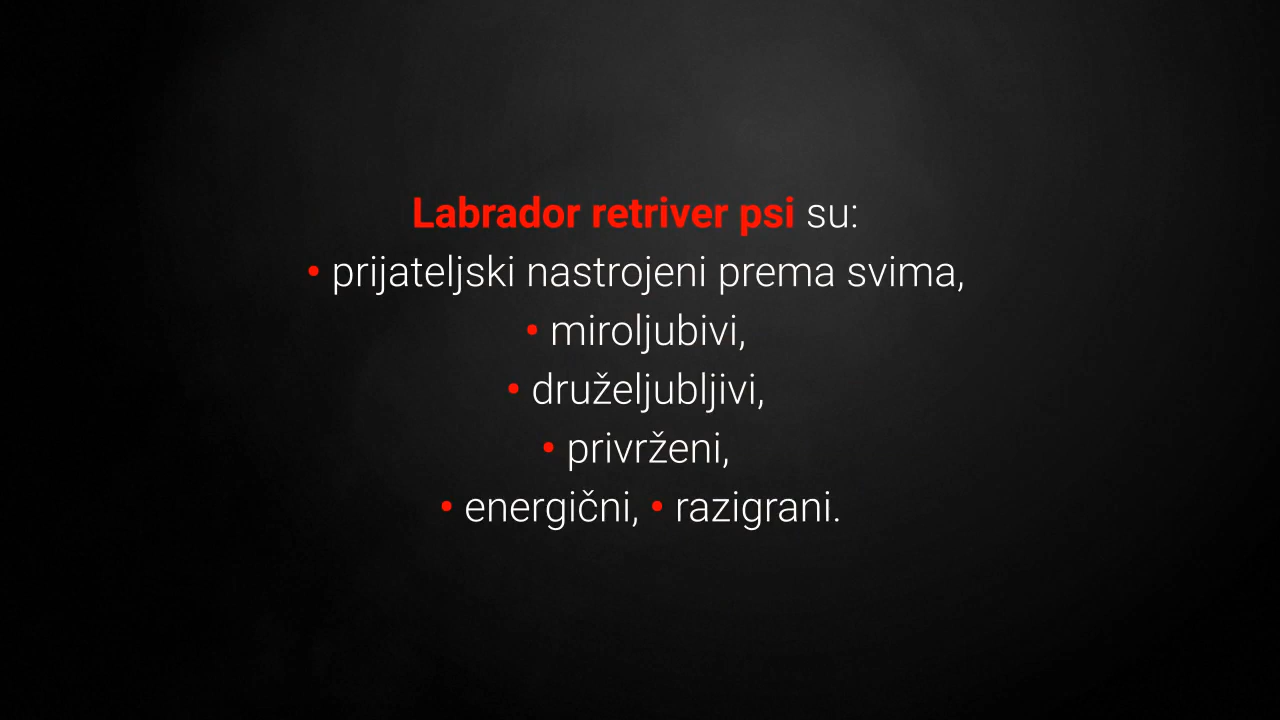 Labrador retriver psi su:
• prijateljski nastrojeni prema svima,
• miroljubivi,
• druželjubljivi,
• privrženi,
• energični, • razigrani.